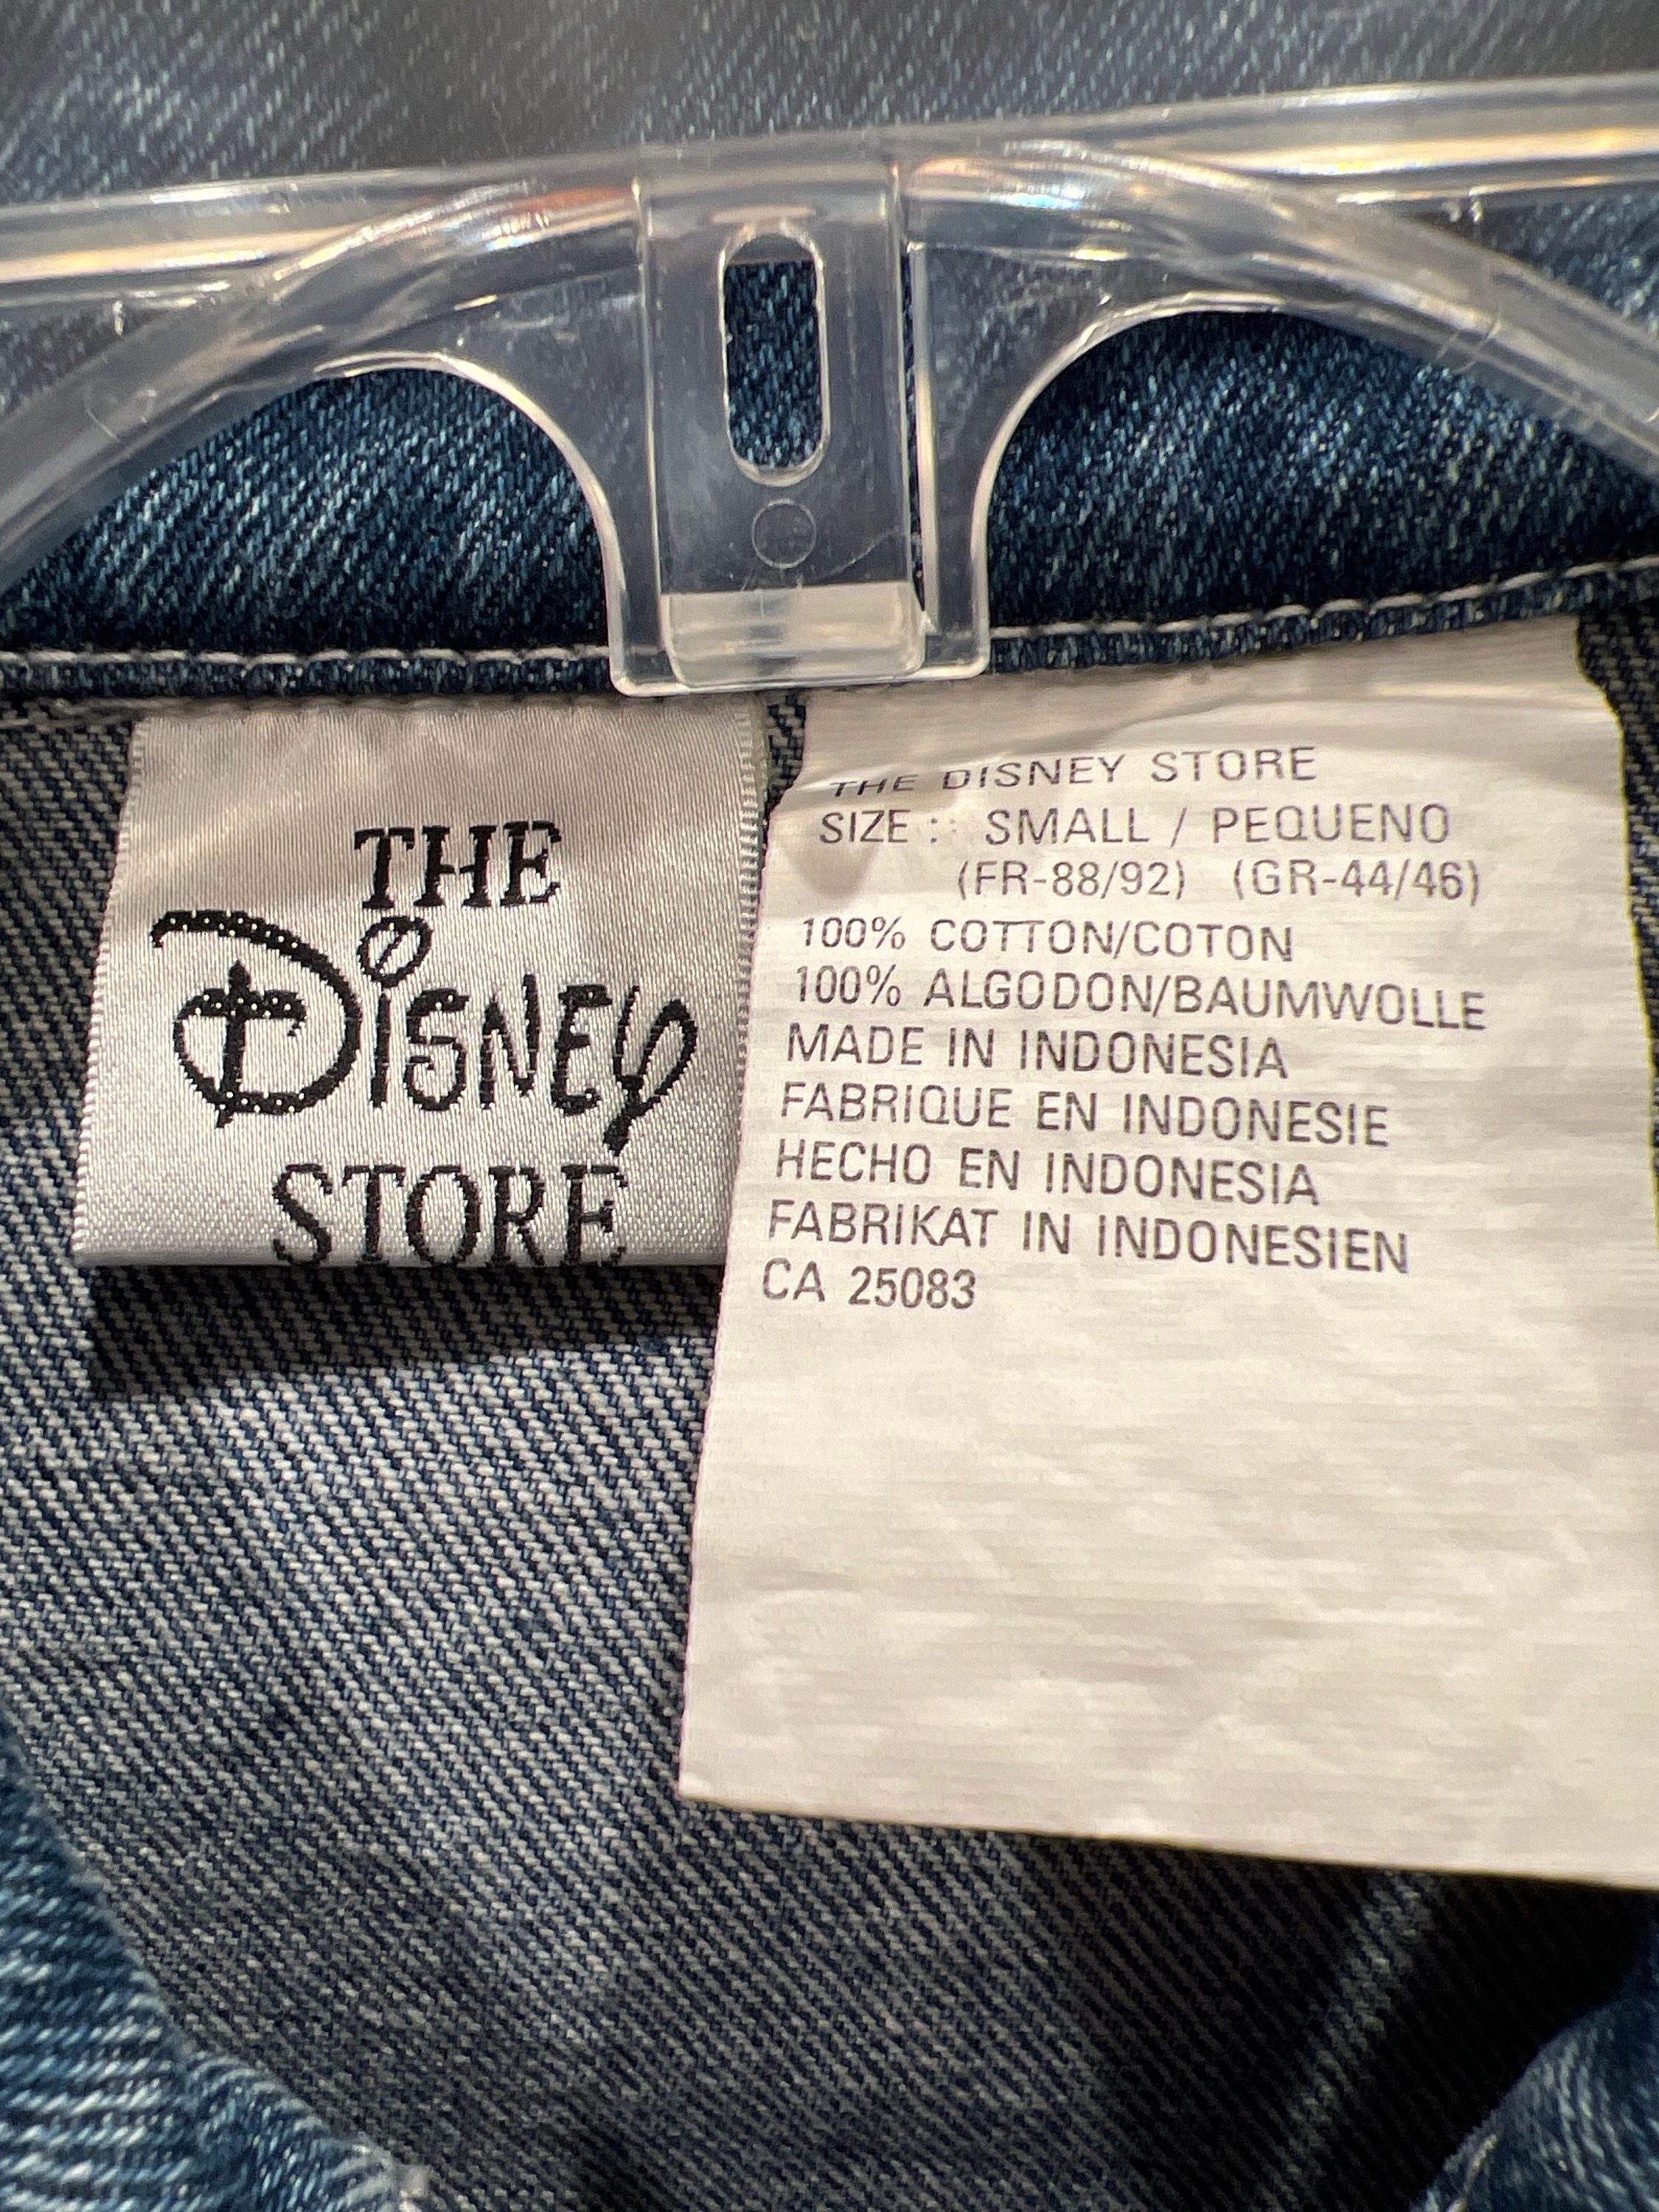 THE
DISNEY
STORE
THE DISNEY STORE
SIZE : SMALL / PEQUENO
(FR-88/92) (GR-44/46)
100% COTTON/COTON
100% ALGODON/BAUMWOLLE
MADE IN INDONESIA
FABRIQUE EN INDONESIE
HECHO EN INDONESIA
FABRIKAT IN INDONESIEN
CA 25083